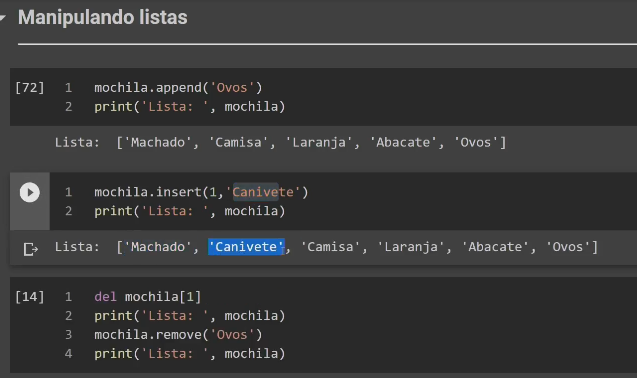 Manipulando listas
[72] 1 mochila.append('Ovos')
2 print('Lista: ', mochila)
Lista: ['Machado', 'Camisa', 'Laranja', 'Abacate', 'Ovos']
1 mochila.insert(1,'Canivete')
2 print('Lista: ', mochila)
Lista: ['Machado', 'Canivete', 'Camisa', 'Laranja', 'Abacate', 'Ovos']
[14] 1 del mochila[1]
2 print('Lista: ', mochila)
3 mochila.remove('Ovos')
4 print('Lista: ', mochila)